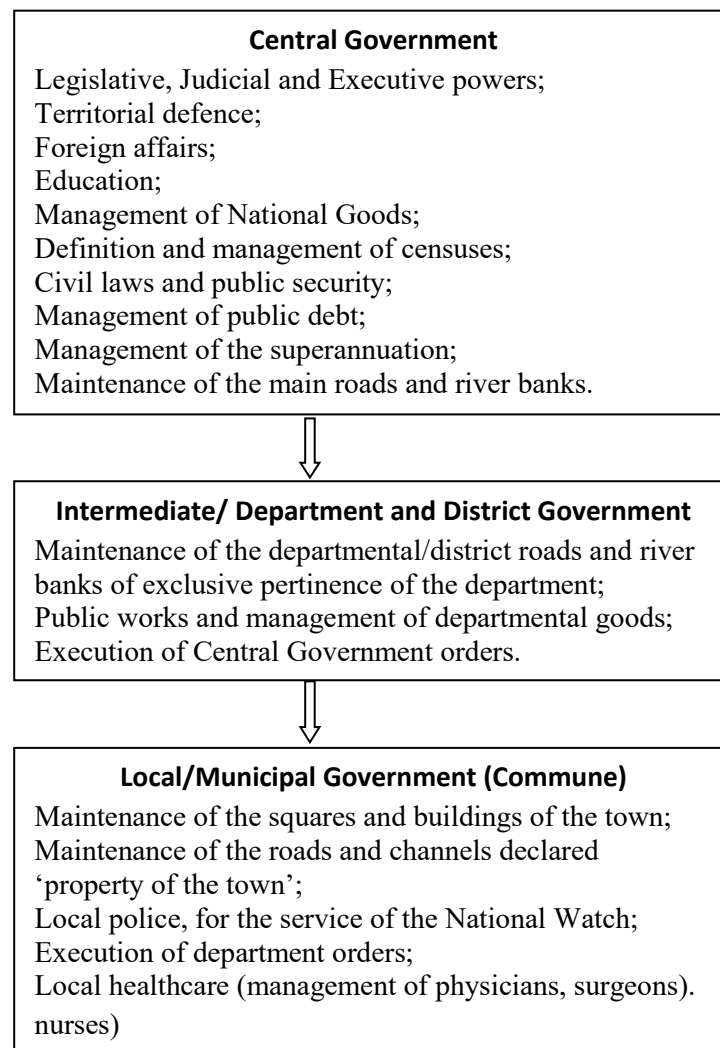 Central Government
Legislative, Judicial and Executive powers;
Territorial defence;
Foreign affairs;
Education;
Management of National Goods;
Definition and management of censuses;
Civil laws and public security;
Management of public debt;
Management of the superannuation;
Maintenance of the main roads and river banks.
Intermediate/ Department and District Government
Maintenance of the departmental/district roads and river
banks of exclusive pertinence of the department;
Public works and management of departmental goods;
Execution of Central Government orders.
Local/Municipal Government (Commune)
Maintenance of the squares and buildings of the town;
Maintenance of the roads and channels declared
‘property of the town’;
Local police, for the service of the National Watch;
Execution of department orders;
Local healthcare (management of physicians, surgeons).
nurses)